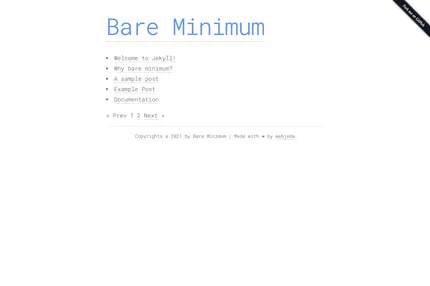 Fork me on GitHub
Bare Minimum
Welcome to Jekyll!
Why bare minimum?
A sample post
Example Post
Documentation
« Prev 1 2 Next »
Copyrights © 2021 by Bare Minimum | Made with ❤ by webjeda